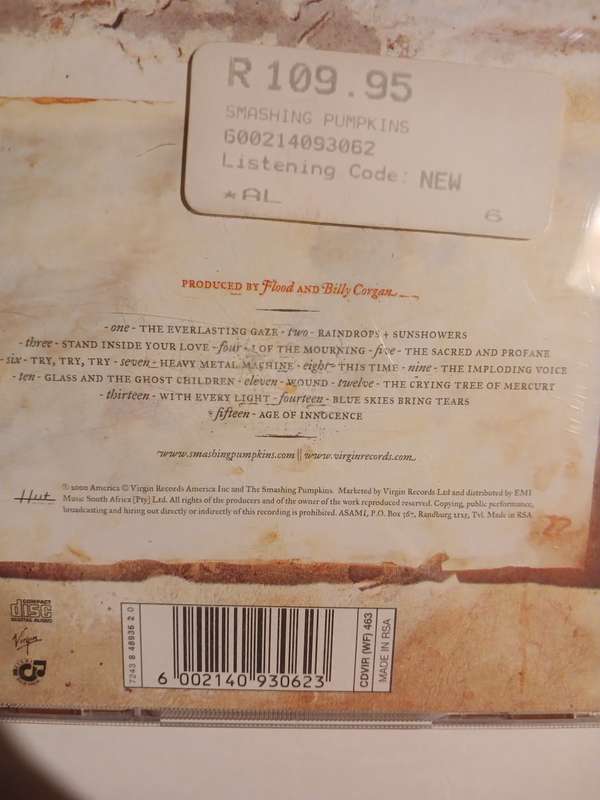 R 109.95
SMASHING PUMPKINS
600214093062
Listening Code: NEW
*AL
6
PRODUCED BY Flood AND Billy Corgan
- one - THE EVERLASTING GAZE - two - RAINDROPS + SUNSHOWERS
- three - STAND INSIDE YOUR LOVE - four - I OF THE MOURNING - five - THE SACRED AND PROFANE
- six - TRY, TRY, TRY - seven - HEAVY METAL MACHINE - eight - THIS TIME - nine - THE IMPLODING VOICE
- ten - GLASS AND THE GHOST CHILDREN - eleven - WOUND - twelve - THE CRYING TREE OF MERCURY
- thirteen - WITH EVERY LIGHT - fourteen - BLUE SKIES BRING TEARS
- fifteen - AGE OF INNOCENCE
www.smashingpumpkins.com || www.virginrecords.com
Hut
℗ 2000 America © Virgin Records America Inc and The Smashing Pumpkins. Marketed by Virgin Records Ltd and distributed by EMI
Music South Africa [Pty] Ltd. All rights of the producers and of the owner of the work reproduced reserved. Copying, public performance,
broadcasting and hiring out directly or indirectly of this recording is prohibited. ASAMI, P.O. Box 367, Randburg 2125, Tvl. Made in RSA
COMPACT
disc
DIGITAL AUDIO
Virgin
7243 8 48936 2 0
6 002140 930623
CDVIR (WF) 463
MADE IN RSA